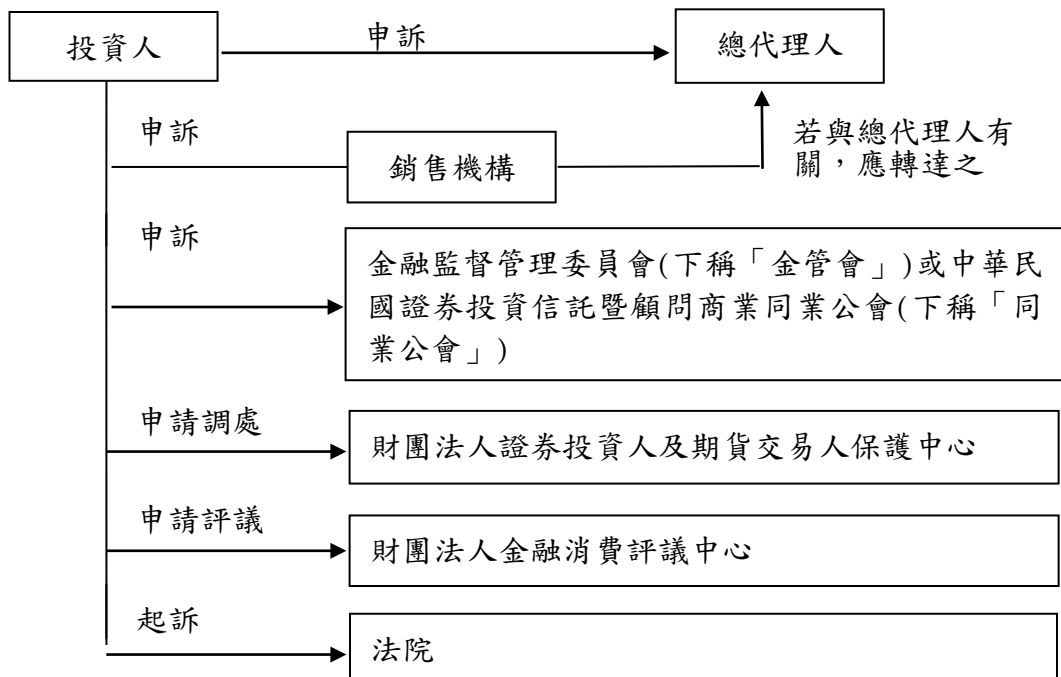 投資人
申訴
總代理人
申訴
銷售機構
若與總代理人有
關，應轉達之
申訴
金融監督管理委員會(下稱「金管會」)或中華民
國證券投資信託暨顧問商業同業公會(下稱「同
業公會」)
申請調處
財團法人證券投資人及期貨交易人保護中心
申請評議
財團法人金融消費評議中心
起訴
法院